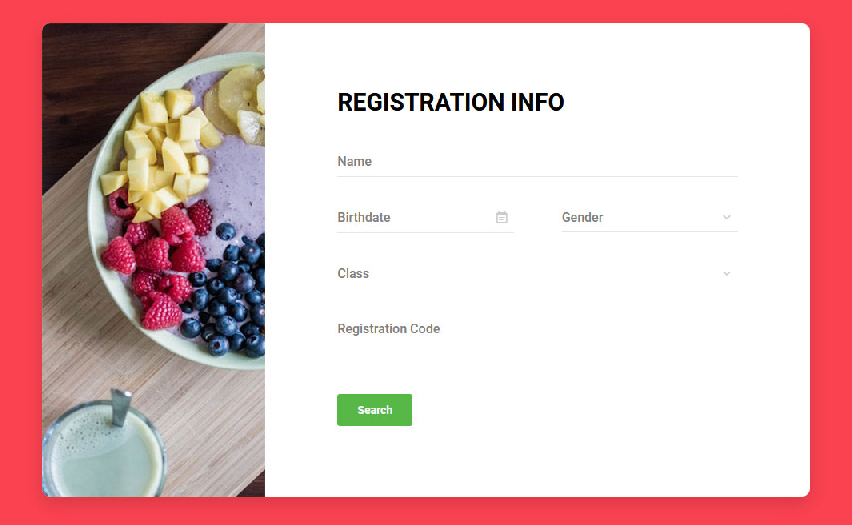 REGISTRATION INFO
Name
Birthdate
Gender
Class
Registration Code
Search